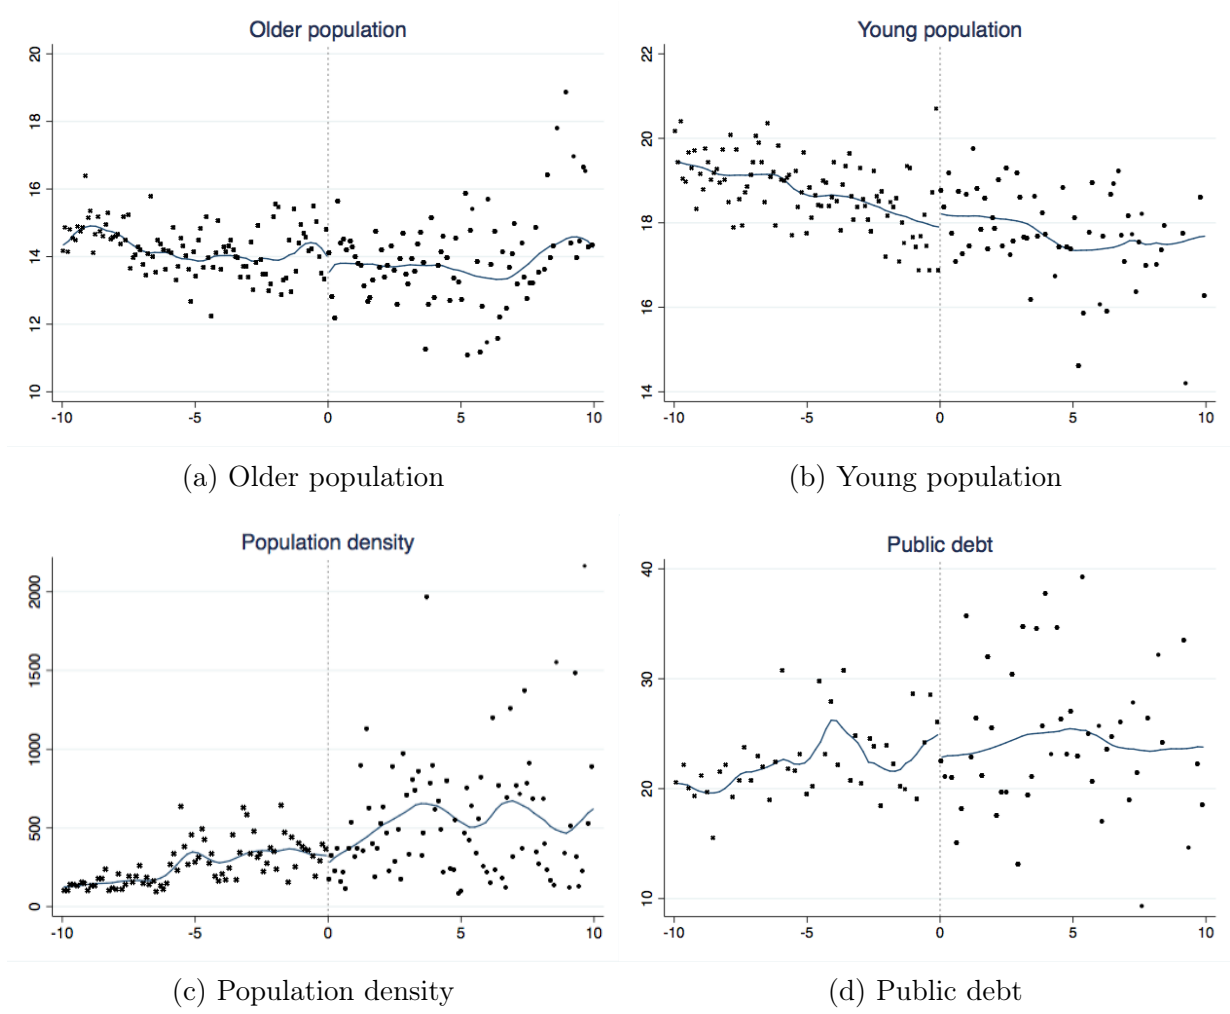 Older population
20
18
16
14
12
10
-10 -5 0 5 10
(a) Older population
Young population
22
20
18
16
14
-10 -5 0 5 10
(b) Young population
Population density
2000
1500
1000
500
0
-10 -5 0 5 10
(c) Population density
Public debt
40
30
20
10
-10 -5 0 5 10
(d) Public debt